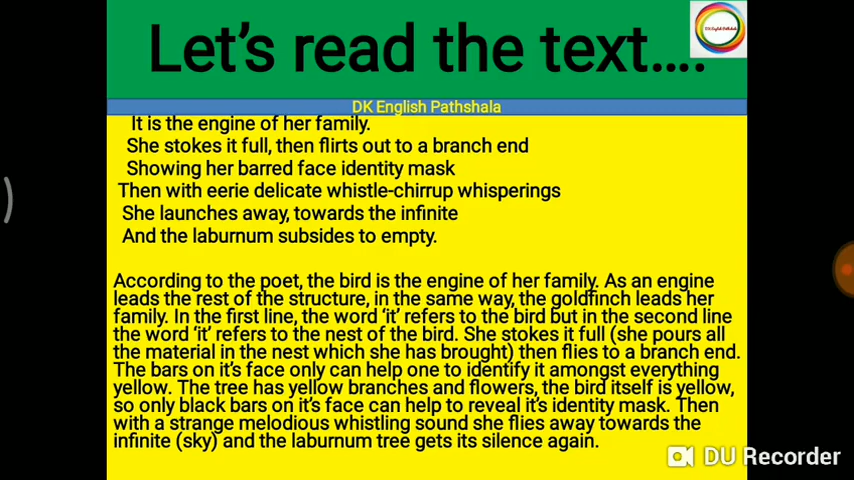 Let's read the text....
DK English Pathshala
DK English Pathshala
It is the engine of her family.
She stokes it full, then flirts out to a branch end
Showing her barred face identity mask
Then with eerie delicate whistle-chirrup whisperings
She launches away, towards the infinite
And the laburnum subsides to empty.
According to the poet, the bird is the engine of her family. As an engine
leads the rest of the structure, in the same way, the goldfinch leads her
family. In the first line, the word 'it' refers to the bird but in the second line
the word 'it' refers to the nest of the bird. She stokes it full (she pours all
the material in the nest which she has brought) then flies to a branch end.
The bars on it's face only can help one to identify it amongst everything
yellow. The tree has yellow branches and flowers, the bird itself is yellow,
so only black bars on it's face can help to reveal it's identity mask. Then
with a strange melodious whistling sound she flies away towards the
infinite (sky) and the laburnum tree gets its silence again.
DU Recorder